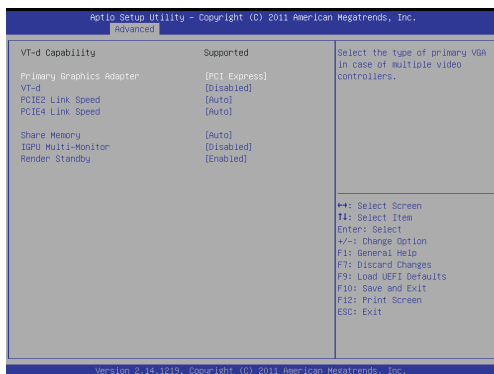 Aptio Setup Utility - Copyright (C) 2011 American Megatrends, Inc.
Advanced
VT-d Capability Supported
Primary Graphics Adapter [PCI Express]
VT-d [Disabled]
PCIE2 Link Speed [Auto]
PCIE4 Link Speed [Auto]
Share Memory [Auto]
IGPU Multi-Monitor [Disabled]
Render Standby [Enabled]
Select the type of primary VGA
in case of multiple video
controllers.
→←: Select Screen
↑↓: Select Item
Enter: Select
+/-: Change Option
F1: General Help
F7: Discard Changes
F9: Load UEFI Defaults
F10: Save and Exit
F12: Print Screen
ESC: Exit
Version 2.14.1219. Copyright (C) 2011 American Megatrends, Inc.